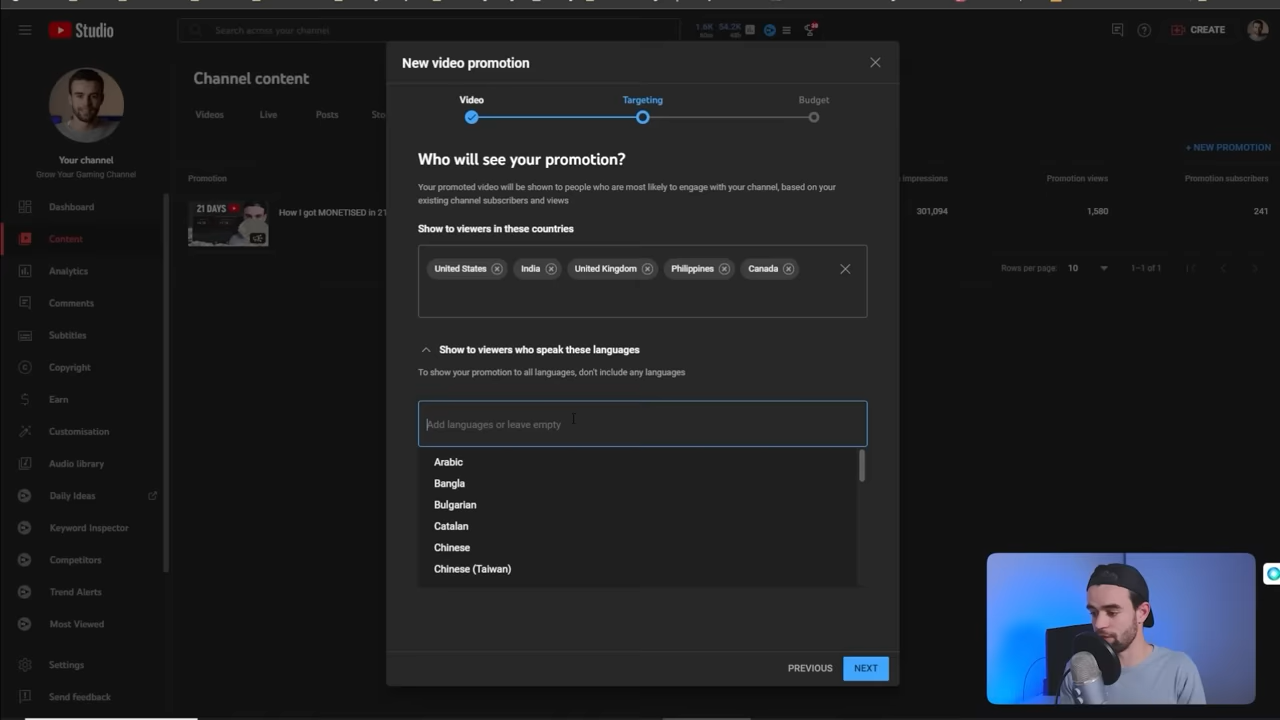 Studio
Search across your channel
CREATE
New video promotion
Video
Targeting
Budget
Channel content
Videos
Live
Posts
+ NEW PROMOTION
Your channel
Grow Your Gaming Channel
Who will see your promotion?
Your promoted video will be shown to people who are most likely to engage with your channel, based on your
existing channel subscribers and views
Promotion
impressions
Promotion views
Promotion subscribers
21 DAYS
How I got MONETISED in 21
301,094
1,580
241
Rows per page:
10
1–1 of 1
Show to viewers in these countries
United States
India
United Kingdom
Philippines
Canada
Show to viewers who speak these languages
To show your promotion to all languages, don't include any languages
Add languages or leave empty
Arabic
Bangla
Bulgarian
Catalan
Chinese
Chinese (Taiwan)
PREVIOUS
NEXT
Dashboard
Content
Analytics
Comments
Subtitles
Copyright
Earn
Customisation
Audio library
Daily Ideas
Keyword Inspector
Competitors
Trend Alerts
Most Viewed
Settings
Send feedback